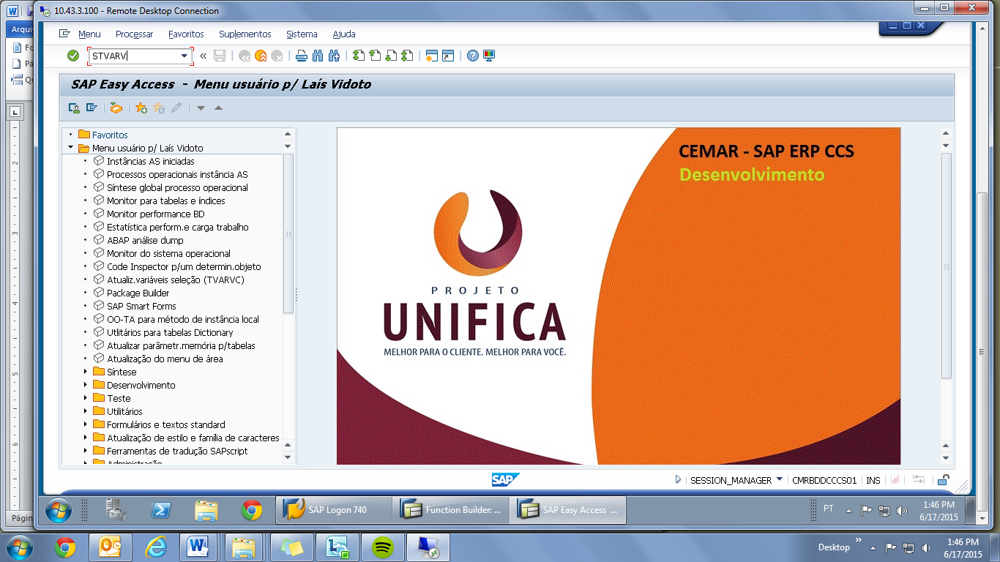 10.43.3.100 - Remote Desktop Connection
Menu Processar Favoritos Suplementos Sistema Ajuda
STVARV
SAP Easy Access - Menu usuário p/ Laís Vidoto
Favoritos
Menu usuário p/ Laís Vidoto
Instâncias AS iniciadas
Processos operacionais instância AS
Síntese global processo operacional
Monitor para tabelas e índices
Monitor performance BD
Estatística perform.e carga trabalho
ABAP análise dump
Monitor do sistema operacional
Code Inspector p/um determin.objeto
Atualiz.variáveis seleção (TVARVC)
Package Builder
SAP Smart Forms
OO-TA para método de instância local
Utlitários para tabelas Dictionary
Atualizar parâmetr.memória p/tabelas
Atualização do menu de área
Síntese
Desenvolvimento
Teste
Utilitários
Formulários e textos standard
Atualização de estilo e família de caracteres
Ferramentas de tradução SAPscript
Administração
CEMAR - SAP ERP CCS
Desenvolvimento
PROJETO
UNIFICA
MELHOR PARA O CLIENTE. MELHOR PARA VOCÊ.
SAP
SESSION_MANAGER CMRBDDCCCS01 INS
Arqui
Fo
Pá
Qu
2
3
4
5
6
Págin
SAP Logon 740 Function Builder: ... SAP Easy Access ...
PT 1:46 PM
6/17/2015
Desktop 1:46 PM
6/17/2015